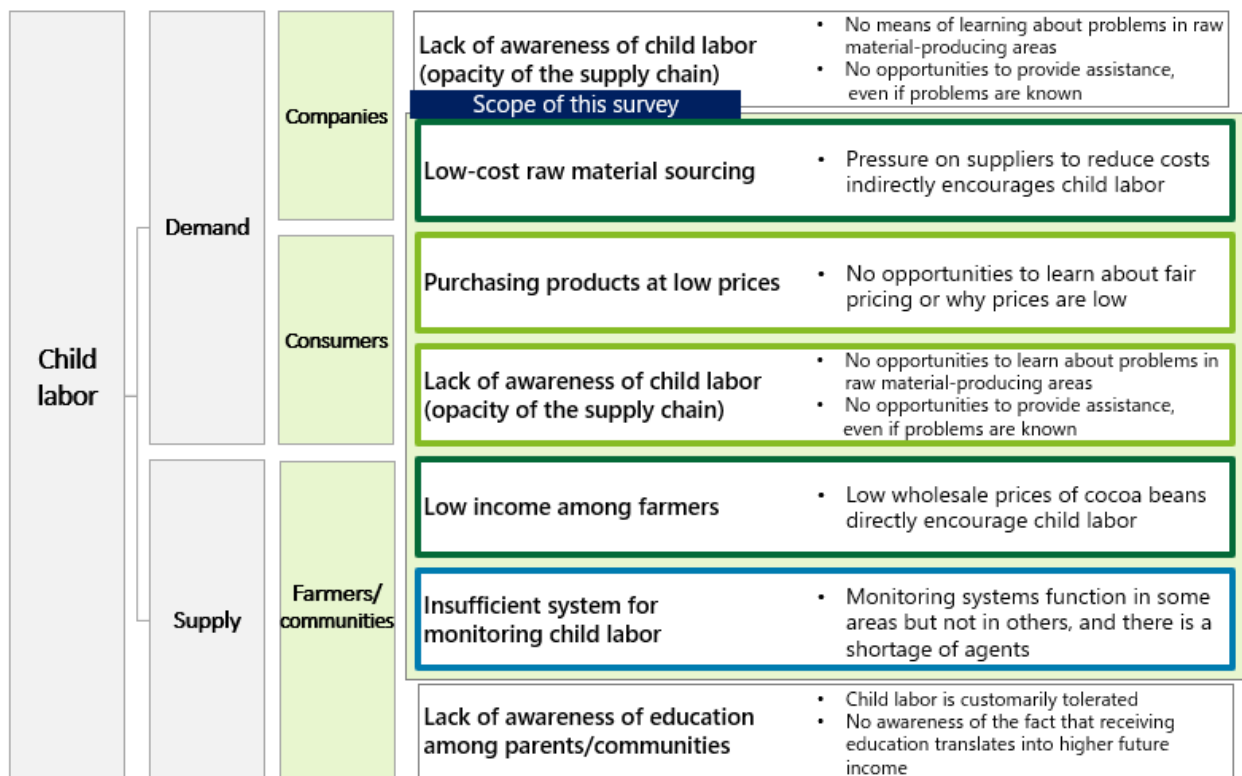 Child
labor
Demand
Supply
Companies
Consumers
Farmers/
communities
Lack of awareness of child labor
(opacity of the supply chain)
• No means of learning about problems in raw
material-producing areas
• No opportunities to provide assistance,
even if problems are known
Scope of this survey
Low-cost raw material sourcing
• Pressure on suppliers to reduce costs
indirectly encourages child labor
Purchasing products at low prices
• No opportunities to learn about fair
pricing or why prices are low
Lack of awareness of child labor
(opacity of the supply chain)
• No opportunities to learn about problems in
raw material-producing areas
• No opportunities to provide assistance,
even if problems are known
Low income among farmers
• Low wholesale prices of cocoa beans
directly encourage child labor
Insufficient system for
monitoring child labor
• Monitoring systems function in some
areas but not in others, and there is a
shortage of agents
Lack of awareness of education
among parents/communities
• Child labor is customarily tolerated
• No awareness of the fact that receiving
education translates into higher future
income